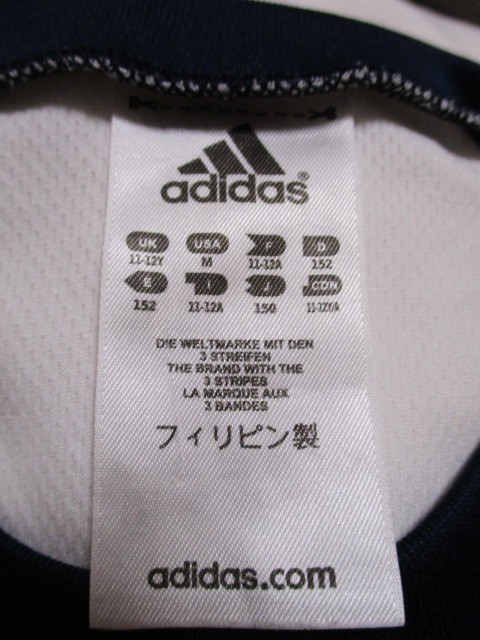 adidas®
UK USA F D
11-12Y M 11-12A 152
E I J CDN
152 11-12A 150 11-12Y/A
DIE WELTMARKE MIT DEN
3 STREIFEN
THE BRAND WITH THE
3 STRIPES
LA MARQUE AUX
3 BANDES
フィリピン製
adidas.com